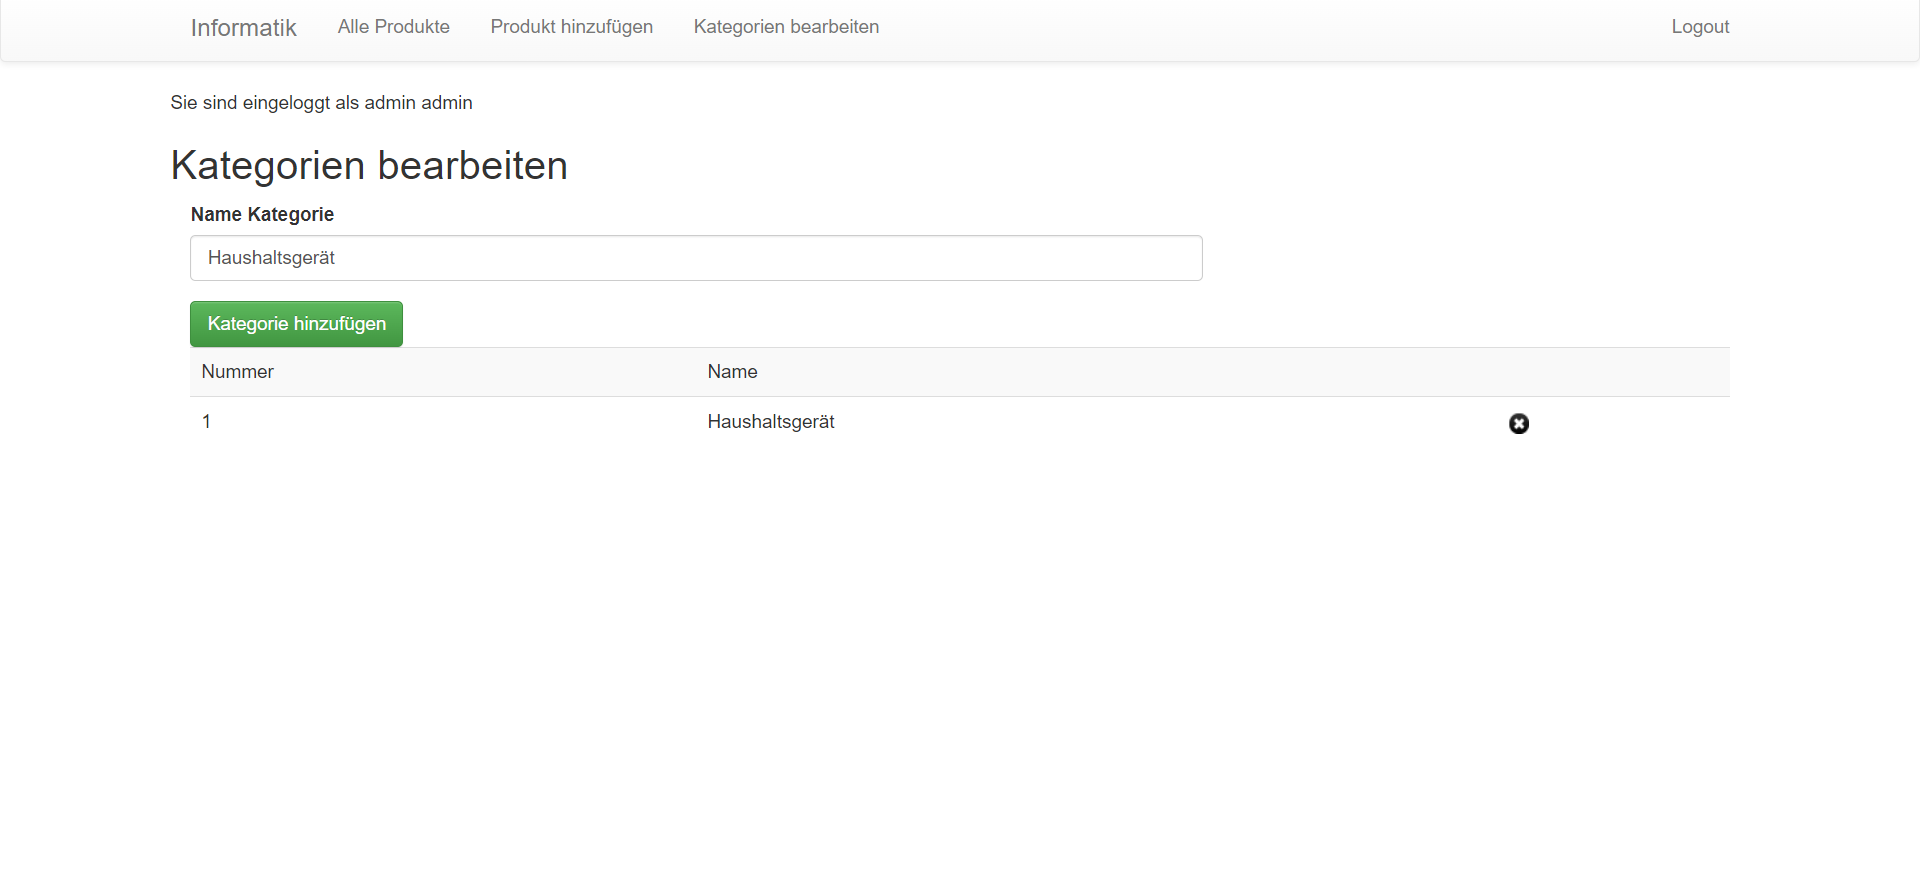 Informatik Alle Produkte Produkt hinzufügen Kategorien bearbeiten Logout
Sie sind eingeloggt als admin admin
Kategorien bearbeiten
Name Kategorie
Haushaltsgerät
Kategorie hinzufügen
Nummer Name
1 Haushaltsgerät